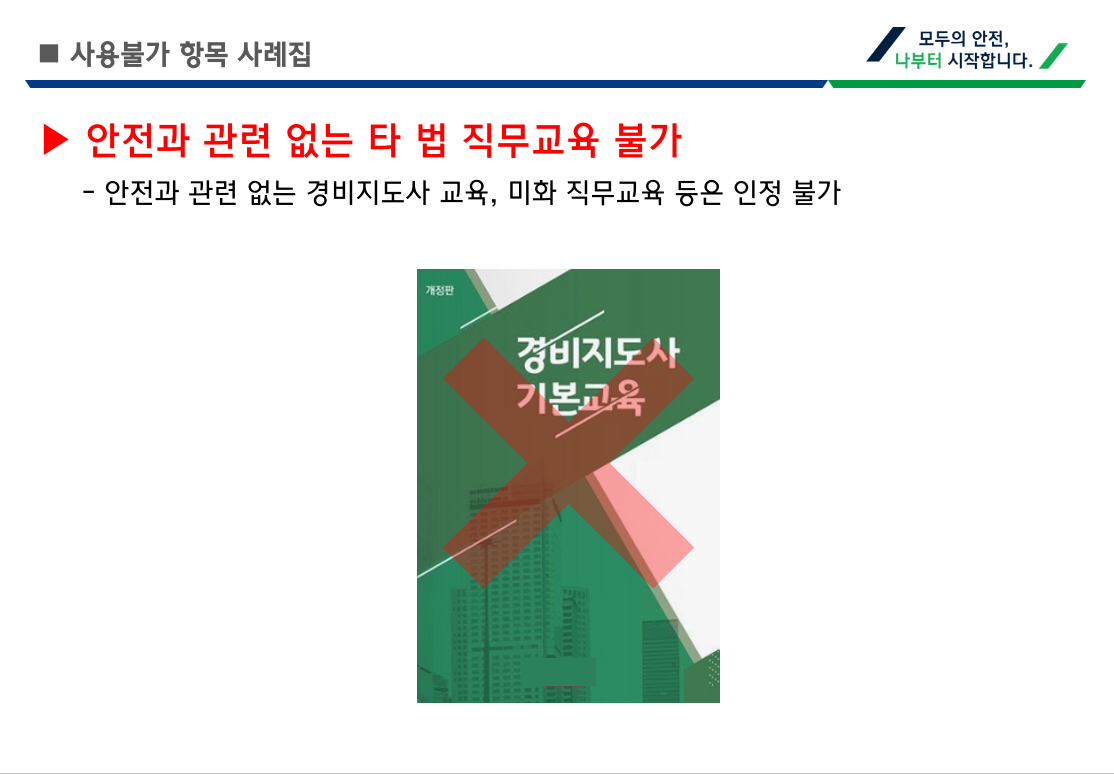 ■ 사용불가 항목 사례집
모두의 안전,
나부터 시작합니다.
▶ 안전과 관련 없는 타 법 직무교육 불가
- 안전과 관련 없는 경비지도사 교육, 미화 직무교육 등은 인정 불가
개정판
경비지도사
기본교육